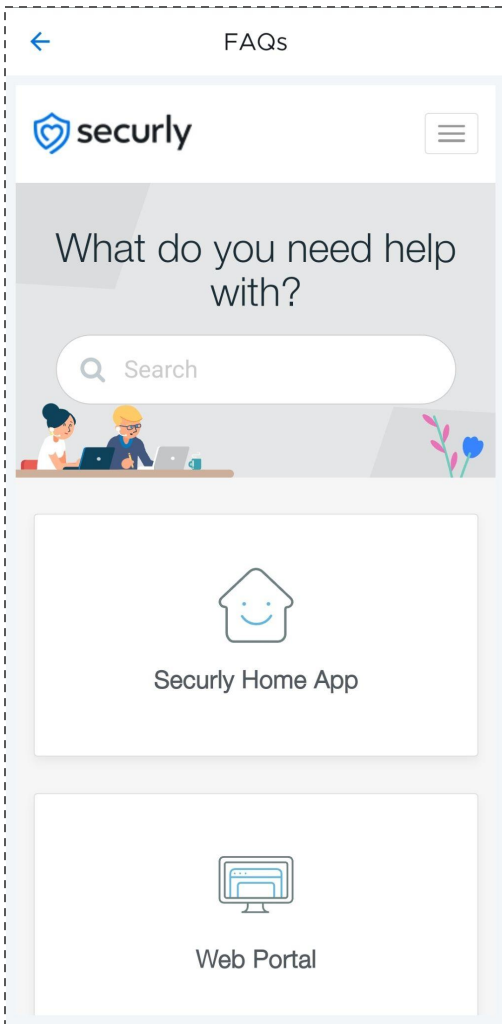 FAQs
securly
What do you need help
with?
Search
Securly Home App
Web Portal